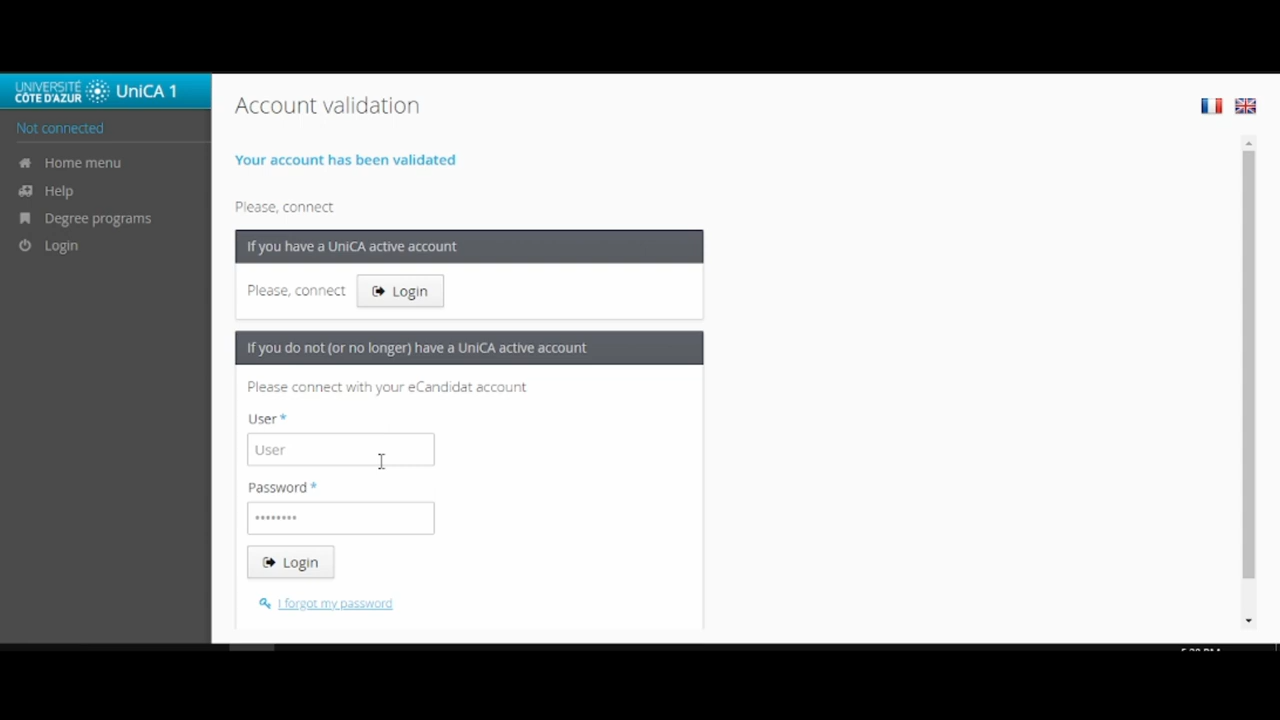 UNIVERSITÉ
CÔTE D'AZUR
UniCA 1
Not connected
Home menu
Help
Degree programs
Login
Account validation
Your account has been validated
Please, connect
If you have a UniCA active account
Please, connect
Login
If you do not (or no longer) have a UniCA active account
Please connect with your eCandidat account
User *
User
Password *
••••••••
Login
I forgot my password